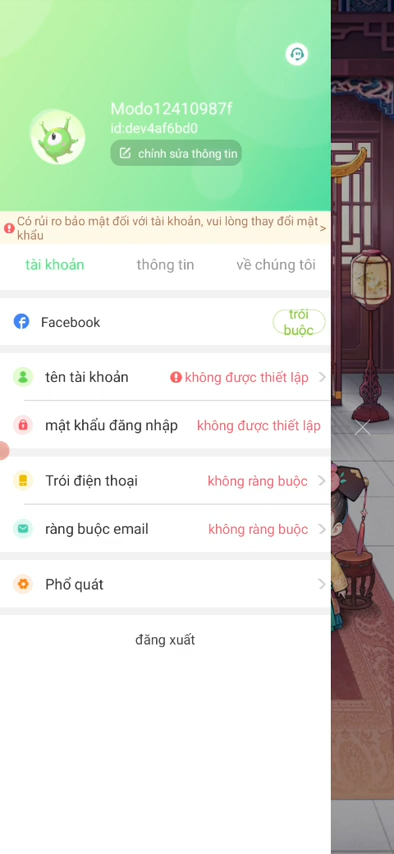 Modo12410987f
id:dev4af6bd0
chỉnh sửa thông tin
Có rủi ro bảo mật đối với tài khoản, vui lòng thay đổi mật
khẩu
>
tài khoản
thông tin
về chúng tôi
Facebook
trói
buộc
tên tài khoản
không được thiết lập
mật khẩu đăng nhập
không được thiết lập
Trói điện thoại
không ràng buộc
ràng buộc email
không ràng buộc
Phổ quát
đăng xuất